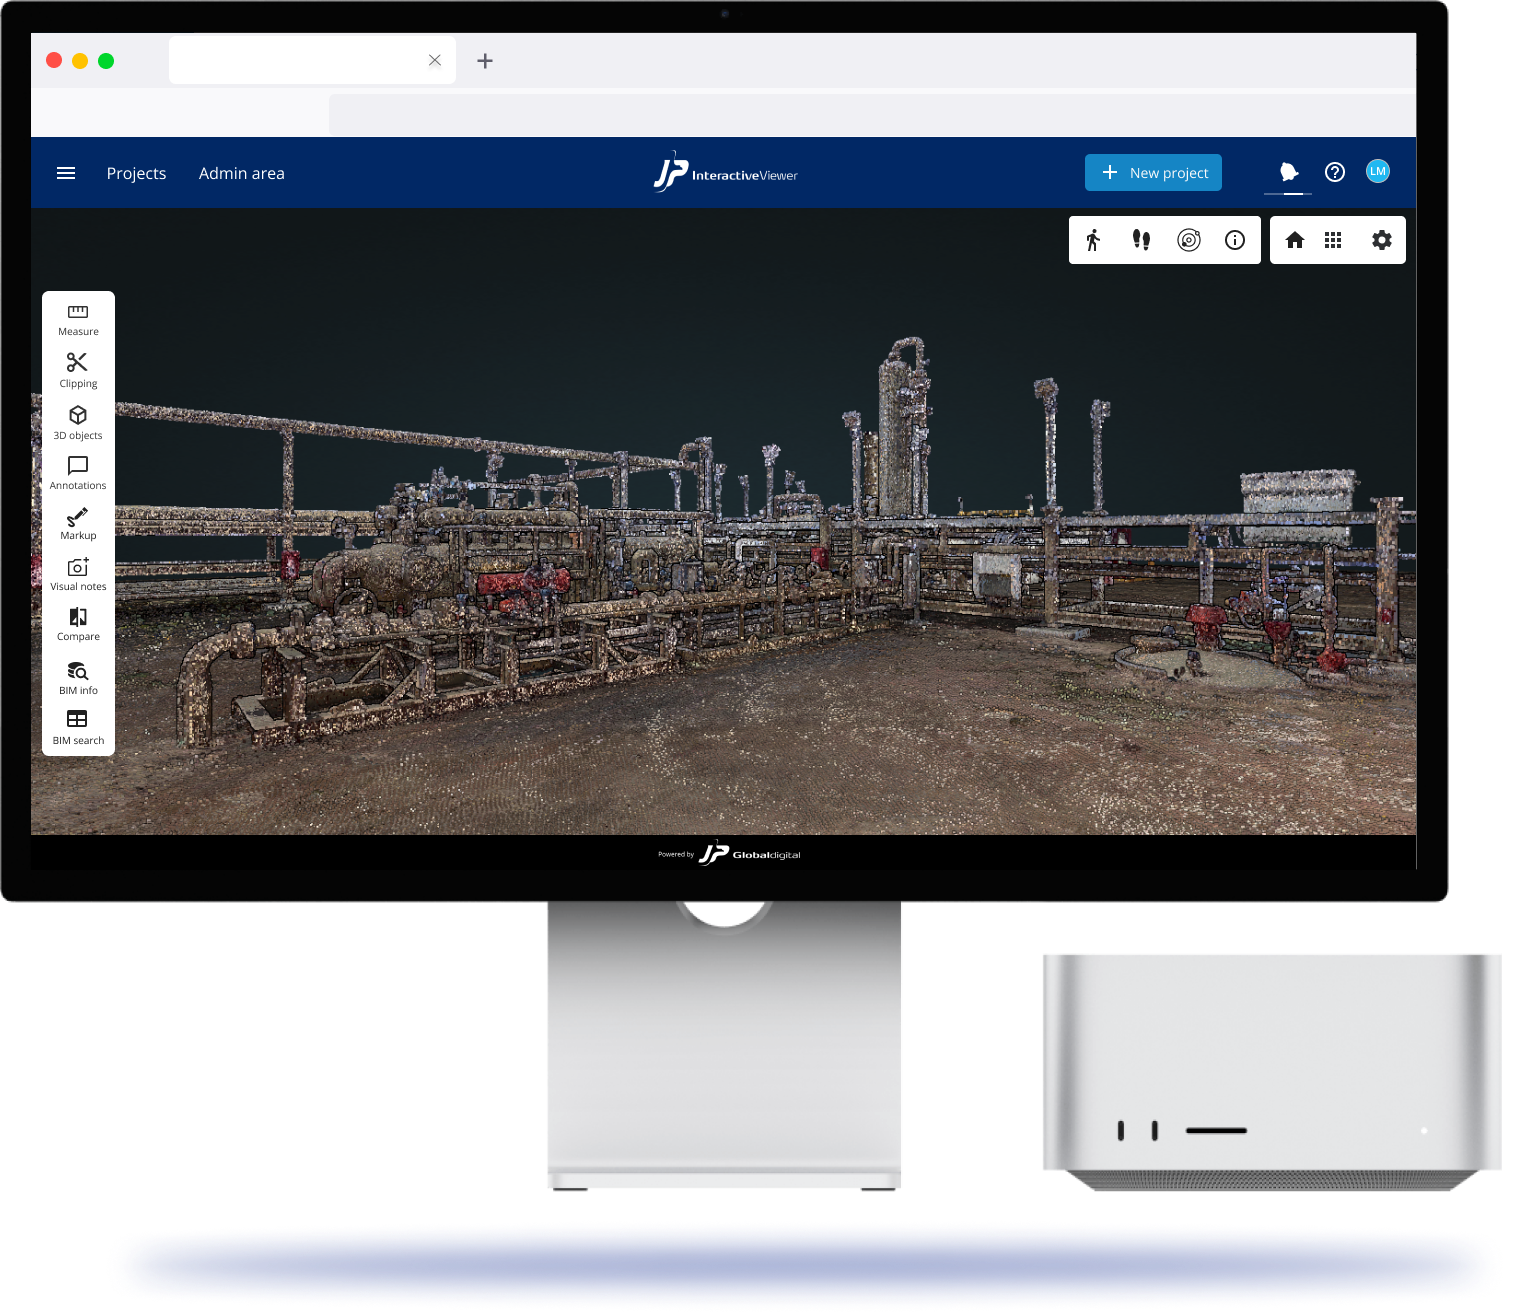 Projects
Admin area
JP InteractiveViewer
New project
LM
Measure
Clipping
3D objects
Annotations
Markup
Visual notes
Compare
BIM info
BIM search
Powered by JP Globaldigital